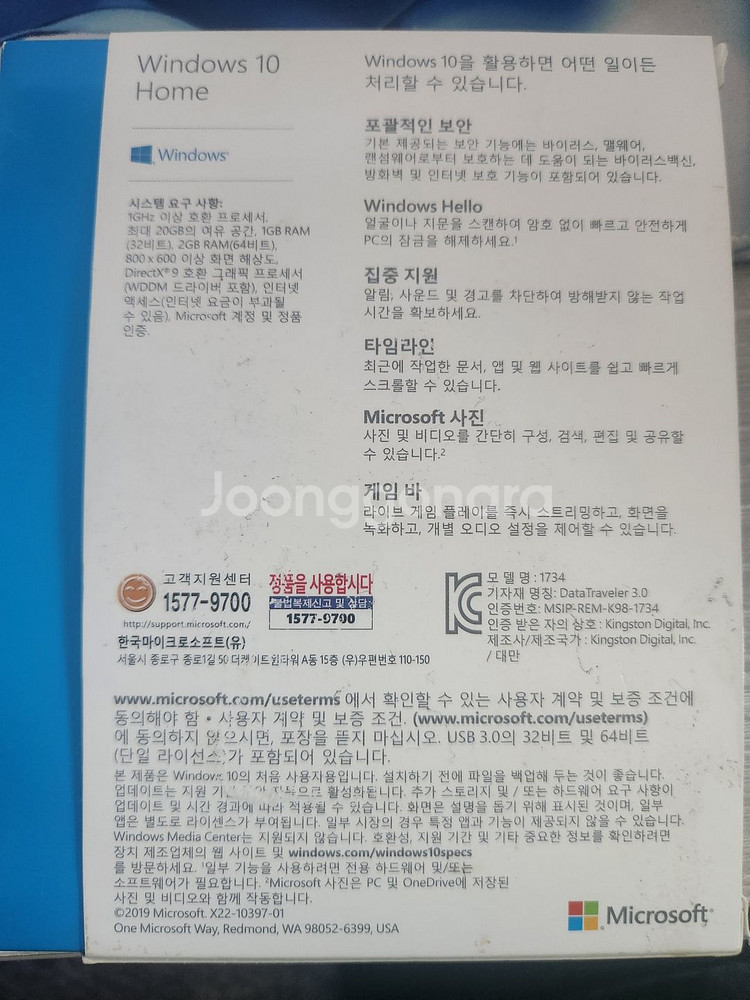 Windows 10
Home
Windows
시스템 요구 사항:
1GHz 이상 호환 프로세서,
최대 20GB의 여유 공간, 1GB RAM
(32비트), 2GB RAM(64비트),
800 x 600 이상 화면 해상도,
DirectX® 9 호환 그래픽 프로세서
(WDDM 드라이버 포함), 인터넷
액세스(인터넷 요금이 부과될
수 있음), Microsoft 계정 및 정품
인증.
Windows 10을 활용하면 어떤 일이든
처리할 수 있습니다.
포괄적인 보안
기본 제공되는 보안 기능에는 바이러스, 맬웨어,
랜섬웨어로부터 보호하는 데 도움이 되는 바이러스백신,
방화벽 및 인터넷 보호 기능이 포함되어 있습니다.
Windows Hello
얼굴이나 지문을 스캔하여 암호 없이 빠르고 안전하게
PC의 잠금을 해제하세요.¹
집중 지원
알림, 사운드 및 경고를 차단하여 방해받지 않는 작업
시간을 확보하세요.
타임라인
최근에 작업한 문서, 앱 및 웹 사이트를 쉽고 빠르게
스크롤할 수 있습니다.
Microsoft 사진
사진 및 비디오를 간단히 구성, 검색, 편집 및 공유할
수 있습니다.²
게임 바
라이브 게임 플레이를 즉시 스트리밍하고, 화면을
녹화하고, 개별 오디오 설정을 제어할 수 있습니다.
Joonggonara
고객지원센터
1577-9700
http://support.microsoft.com/
정품을 사용합시다
불법복제신고 및 상담
1577-9700
한국마이크로소프트(유)
서울시 종로구 종로1길 50 더케이트윈타워 A동 15층 (우)우편번호 110-150
모 델 명 : 1734
기자재 명칭: DataTraveler 3.0
인증번호: MSIP-REM-K98-1734
인증 받은 자의 상호 : Kingston Digital, Inc.
제조사/제조국가 : Kingston Digital, Inc.
/ 대만
www.microsoft.com/useterms 에서 확인할 수 있는 사용자 계약 및 보증 조건에
동의해야 함 • 사용자 계약 및 보증 조건. (www.microsoft.com/useterms)
에 동의하지 않으시면, 포장을 뜯지 마십시오. USB 3.0의 32비트 및 64비트
(단일 라이선스)가 포함되어 있습니다.
본 제품은 Windows 10의 처음 사용자용입니다. 설치하기 전에 파일을 백업해 두는 것이 좋습니다.
업데이트는 지원 활성화됩니다. 추가 스토리지 및 / 또는 하드웨어 요구 사항이
업데이트 및 시간 경과에 따라 적용될 수 있습니다. 화면은 설명을 돕기 위해 표시된 것이며, 일부
앱은 별도로 라이센스가 부여됩니다. 일부 시장의 경우 특정 앱과 기능이 제공되지 않을 수 있습니다.
Windows Media Center는 지원되지 않습니다. 호환성, 지원 기간 및 기타 중요한 정보를 확인하려면
장치 제조업체의 웹 사이트 및 windows.com/windows10specs
를 방문하세요. ¹일부 기능을 사용하려면 전용 하드웨어 및/또는
소프트웨어가 필요합니다. ²Microsoft 사진은 PC 및 OneDrive에 저장된
사진 및 비디오와 함께 작동합니다.
©2019 Microsoft. X22-10397-01
One Microsoft Way, Redmond, WA 98052-6399, USA
Microsoft